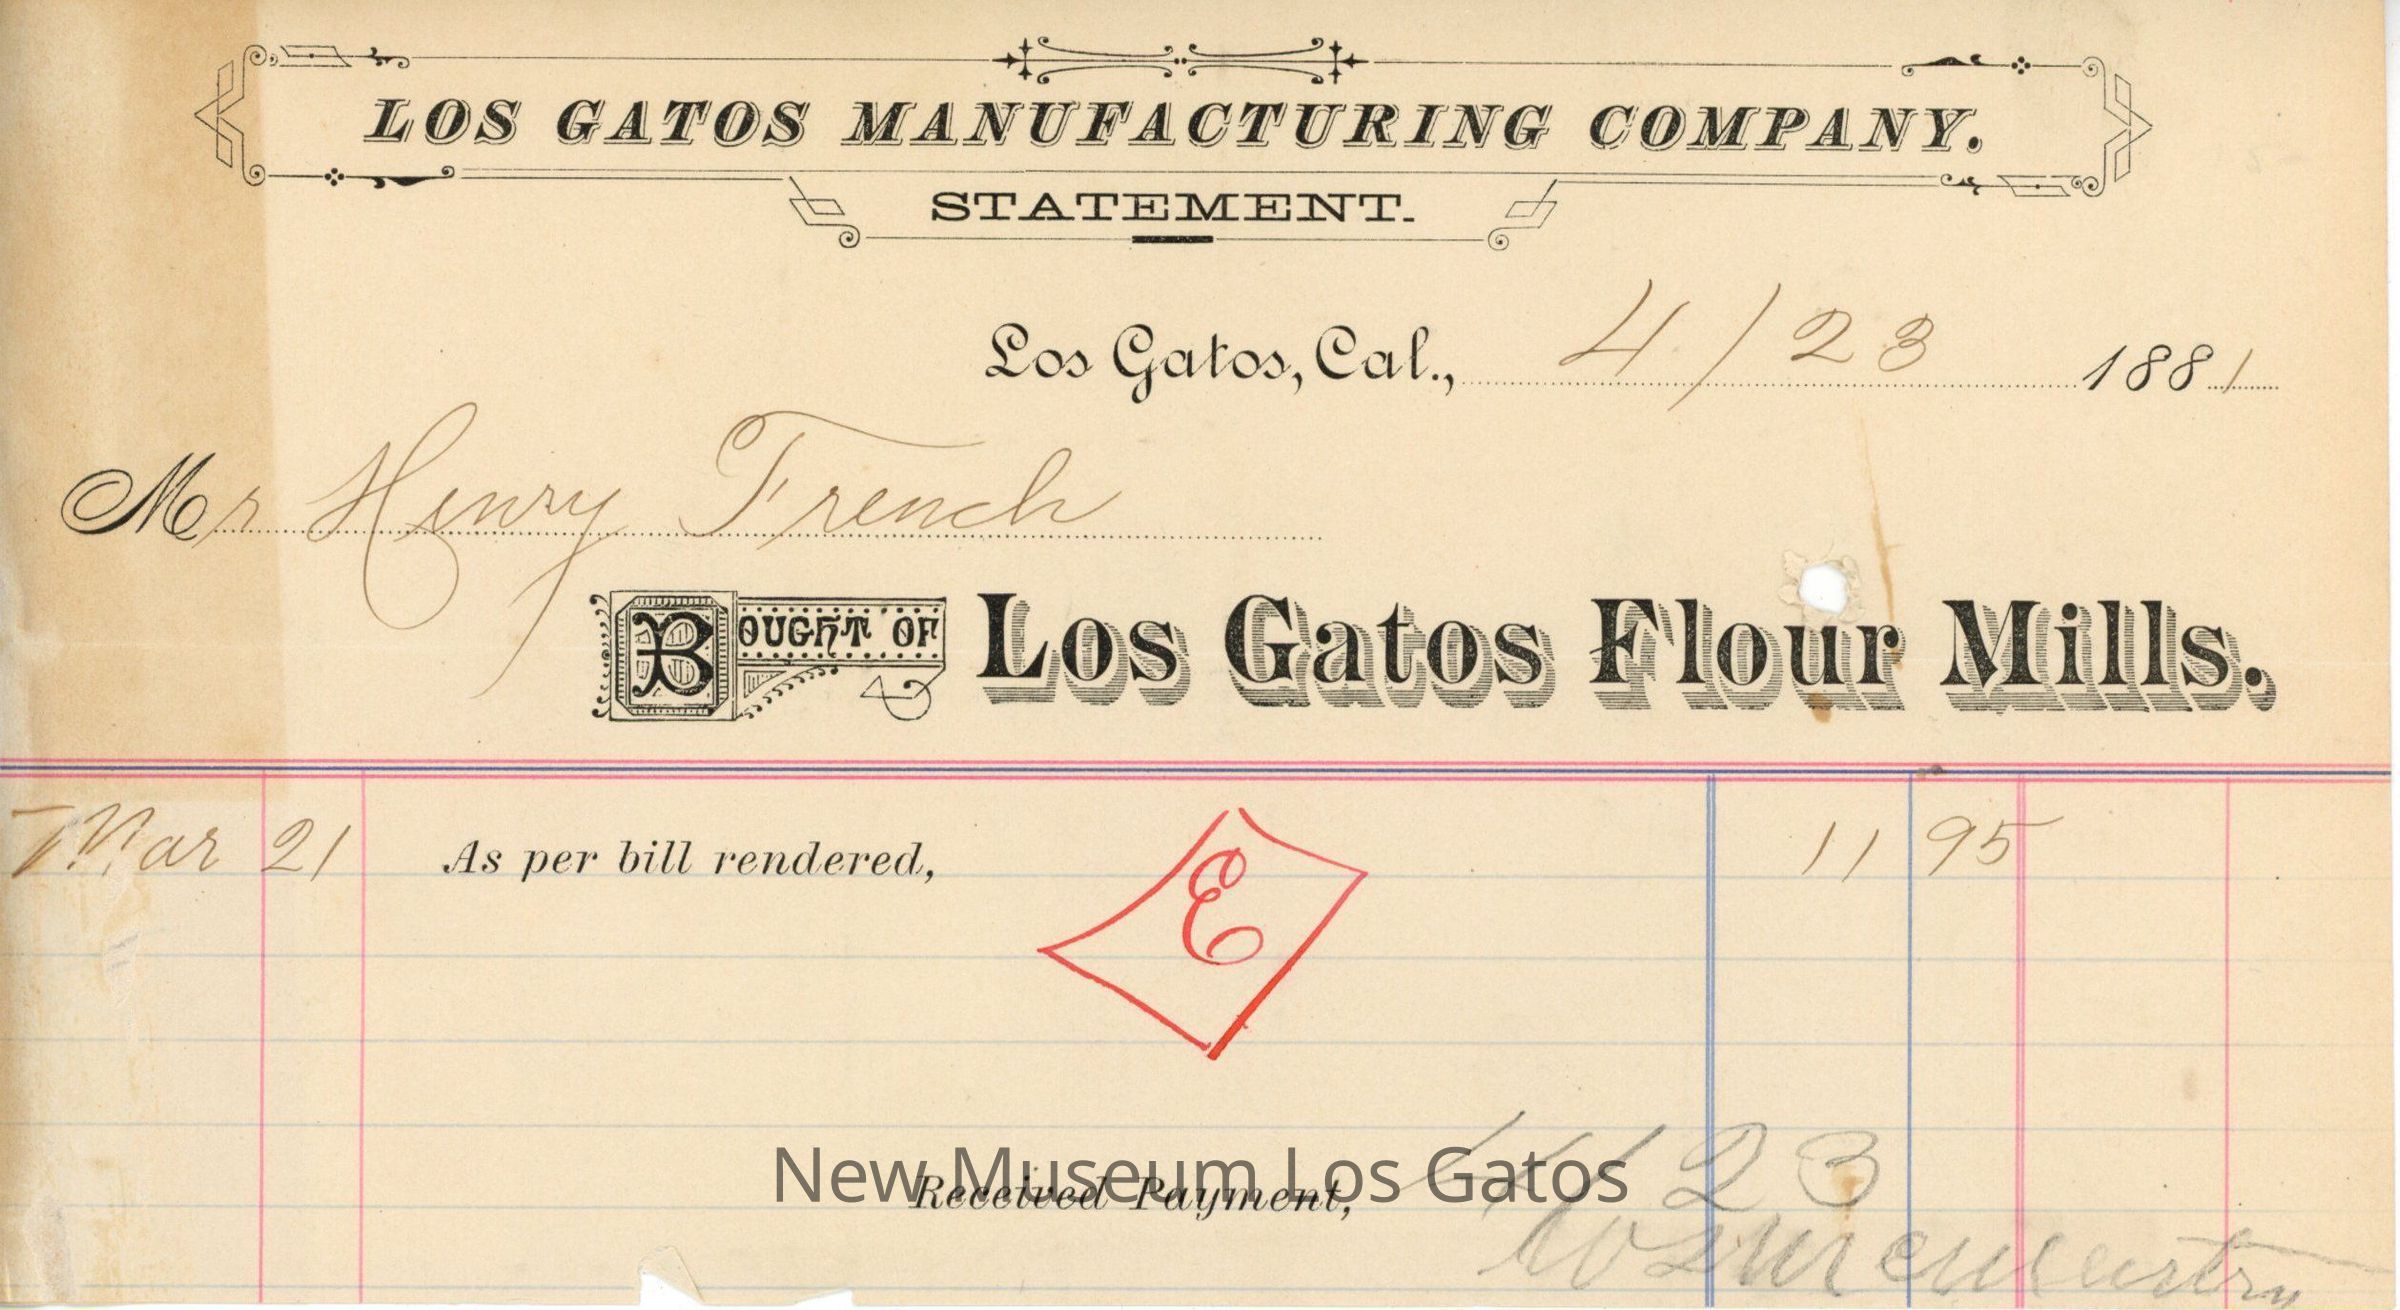 LOS GATOS MANUFACTURING COMPANY.
STATEMENT.
Los Gatos, Cal., 4/23 1881
Mr Henry French
BOUGHT OF Los Gatos Flour Mills.
Mar 21 As per bill rendered, 11 95
E
New Museum Los Gatos
Received Payment, 4/23